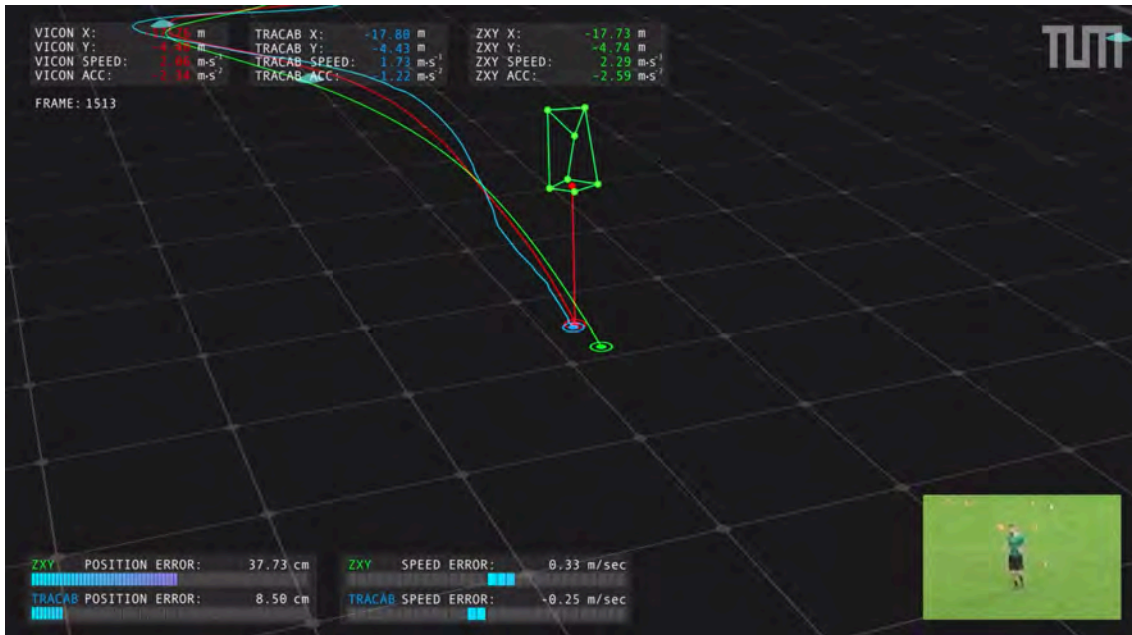 VICON X: m
VICON Y: m
VICON SPEED: m·s⁻¹
VICON ACC: m·s⁻²
TRACAB X: -17.80 m
TRACAB Y: -4.43 m
TRACAB SPEED: 1.73 m·s⁻¹
TRACAB ACC: -1.22 m·s⁻²
ZXY X: -17.73 m
ZXY Y: -4.74 m
ZXY SPEED: 2.29 m·s⁻¹
ZXY ACC: -2.59 m·s⁻²
TUM
FRAME: 1513
ZXY POSITION ERROR: 37.73 cm
TRACAB POSITION ERROR: 8.50 cm
ZXY SPEED ERROR: 0.33 m/sec
TRACAB SPEED ERROR: -0.25 m/sec